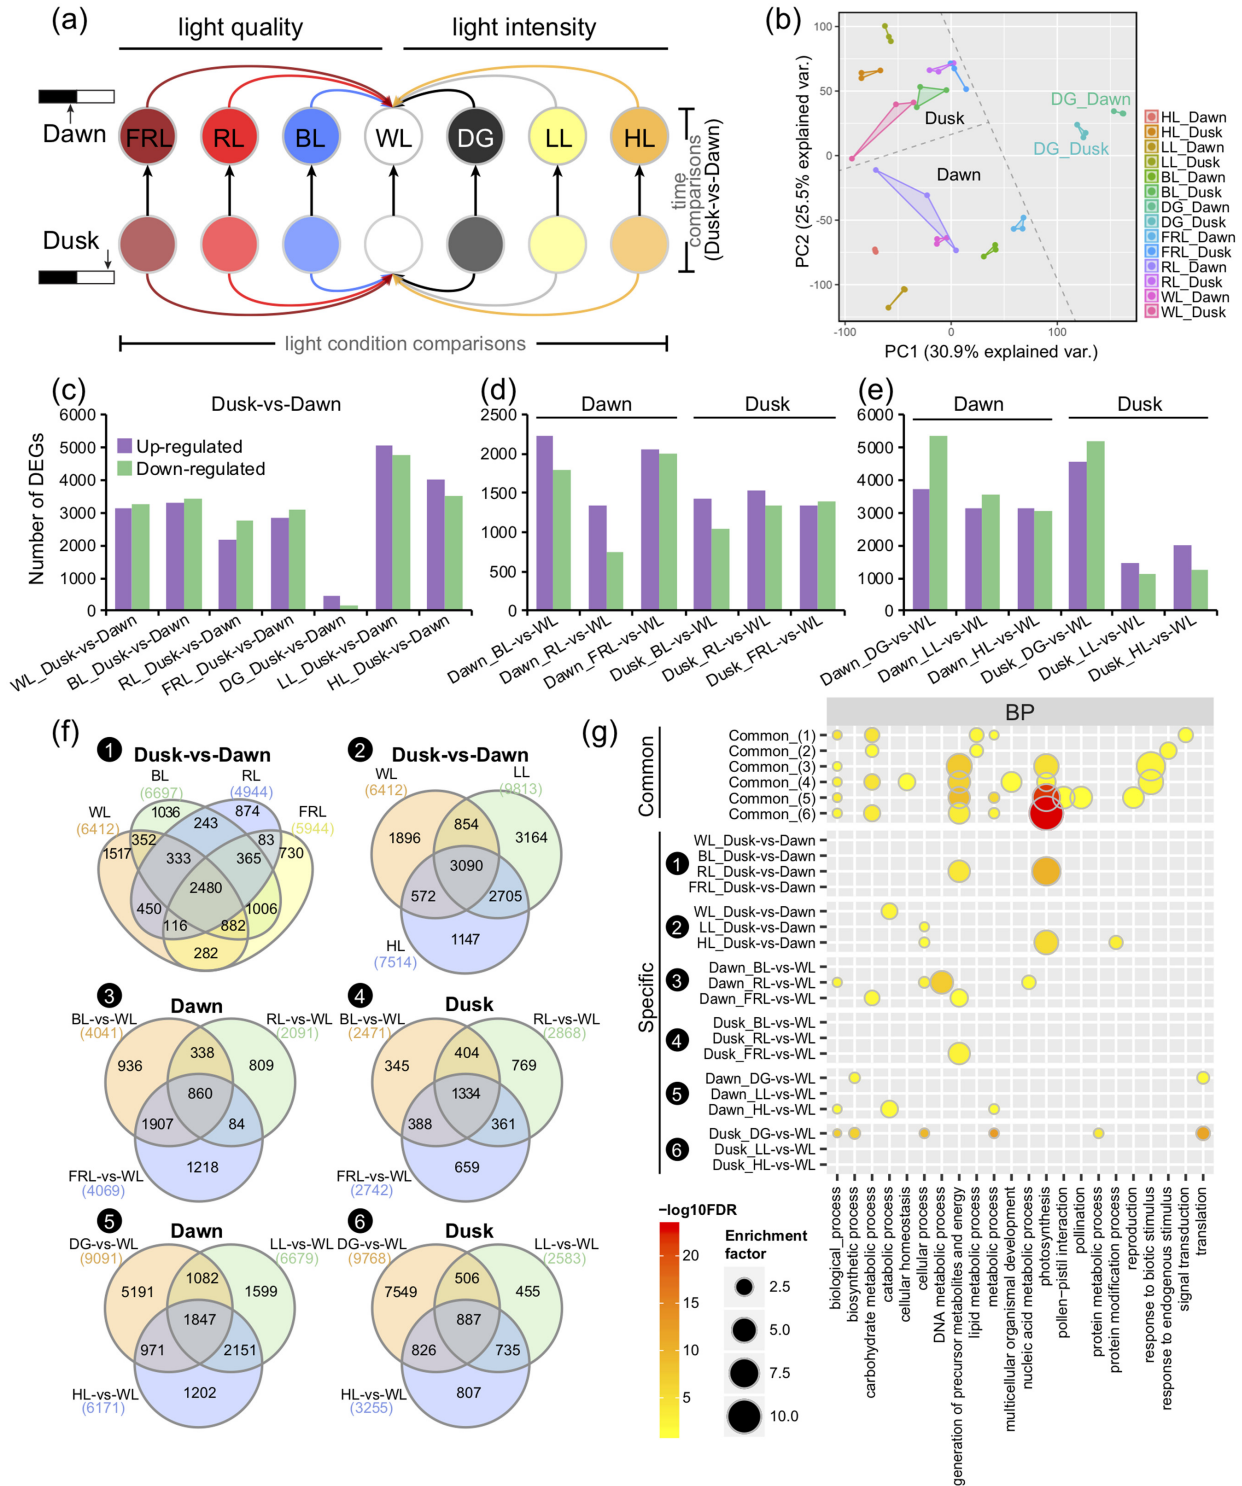 (a)
light quality
light intensity
Dawn
FRL
RL
BL
WL
DG
LL
HL
Dusk
time
comparisons
(Dusk-vs-Dawn)
light condition comparisons
(b)
PC2 (25.5% explained var.)
100
50
0
-50
-100
-100
0
100
PC1 (30.9% explained var.)
Dusk
Dawn
DG_Dawn
DG_Dusk
HL_Dawn
HL_Dusk
LL_Dawn
LL_Dusk
BL_Dawn
BL_Dusk
DG_Dawn
DG_Dusk
FRL_Dawn
FRL_Dusk
RL_Dawn
RL_Dusk
WL_Dawn
WL_Dusk
(c)
Dusk-vs-Dawn
Number of DEGs
6000
5000
4000
3000
2000
1000
0
Up-regulated
Down-regulated
WL_Dusk-vs-Dawn
BL_Dusk-vs-Dawn
RL_Dusk-vs-Dawn
FRL_Dusk-vs-Dawn
DG_Dusk-vs-Dawn
LL_Dusk-vs-Dawn
HL_Dusk-vs-Dawn
(d)
Dawn
Dusk
2500
2000
1500
1000
500
0
Dawn_BL-vs-WL
Dawn_RL-vs-WL
Dawn_FRL-vs-WL
Dusk_BL-vs-WL
Dusk_RL-vs-WL
Dusk_FRL-vs-WL
(e)
Dawn
Dusk
6000
5000
4000
3000
2000
1000
0
Dawn_DG-vs-WL
Dawn_LL-vs-WL
Dawn_HL-vs-WL
Dusk_DG-vs-WL
Dusk_LL-vs-WL
Dusk_HL-vs-WL
(f)
1
Dusk-vs-Dawn
BL
(6697)
RL
(4944)
WL
(6412)
FRL
(5944)
1036
243
874
352
83
1517
333
365
730
2480
450
1006
116
882
282
2
Dusk-vs-Dawn
WL
(6412)
LL
(9813)
1896
854
3164
3090
572
2705
1147
HL
(7514)
3
Dawn
BL-vs-WL
(4041)
RL-vs-WL
(2091)
936
338
809
860
1907
84
1218
FRL-vs-WL
(4069)
4
Dusk
BL-vs-WL
(2471)
RL-vs-WL
(2868)
345
404
769
1334
388
361
659
FRL-vs-WL
(2742)
5
Dawn
DG-vs-WL
(9091)
LL-vs-WL
(6679)
5191
1082
1599
1847
971
2151
1202
HL-vs-WL
(6171)
6
Dusk
DG-vs-WL
(9768)
LL-vs-WL
(2583)
7549
506
455
887
826
735
807
HL-vs-WL
(3255)
(g)
BP
Common
Common_(1)
Common_(2)
Common_(3)
Common_(4)
Common_(5)
Common_(6)
Specific
1
WL_Dusk-vs-Dawn
BL_Dusk-vs-Dawn
RL_Dusk-vs-Dawn
FRL_Dusk-vs-Dawn
2
WL_Dusk-vs-Dawn
LL_Dusk-vs-Dawn
HL_Dusk-vs-Dawn
3
Dawn_BL-vs-WL
Dawn_RL-vs-WL
Dawn_FRL-vs-WL
4
Dusk_BL-vs-WL
Dusk_RL-vs-WL
Dusk_FRL-vs-WL
5
Dawn_DG-vs-WL
Dawn_LL-vs-WL
Dawn_HL-vs-WL
6
Dusk_DG-vs-WL
Dusk_LL-vs-WL
Dusk_HL-vs-WL
biological_process
biosynthetic process
carbohydrate metabolic process
catabolic process
cellular homeostasis
cellular process
DNA metabolic process
generation of precursor metabolites and energy
lipid metabolic process
metabolic process
multicellular organismal development
nucleic acid metabolic process
photosynthesis
pollen−pistil interaction
pollination
protein metabolic process
protein modification process
reproduction
response to biotic stimulus
response to endogenous stimulus
signal transduction
translation
−log10FDR
20
15
10
5
Enrichment
factor
2.5
5.0
7.5
10.0